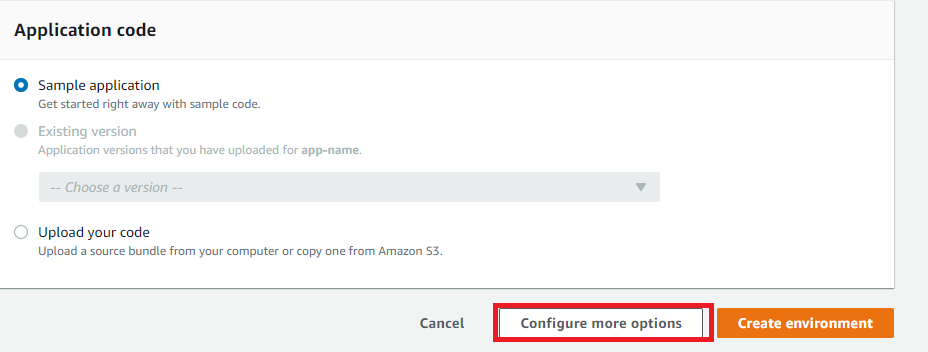 Application code
Sample application
Get started right away with sample code.
Existing version
Application versions that you have uploaded for app-name.
-- Choose a version --
Upload your code
Upload a source bundle from your computer or copy one from Amazon S3.
Cancel Configure more options Create environment